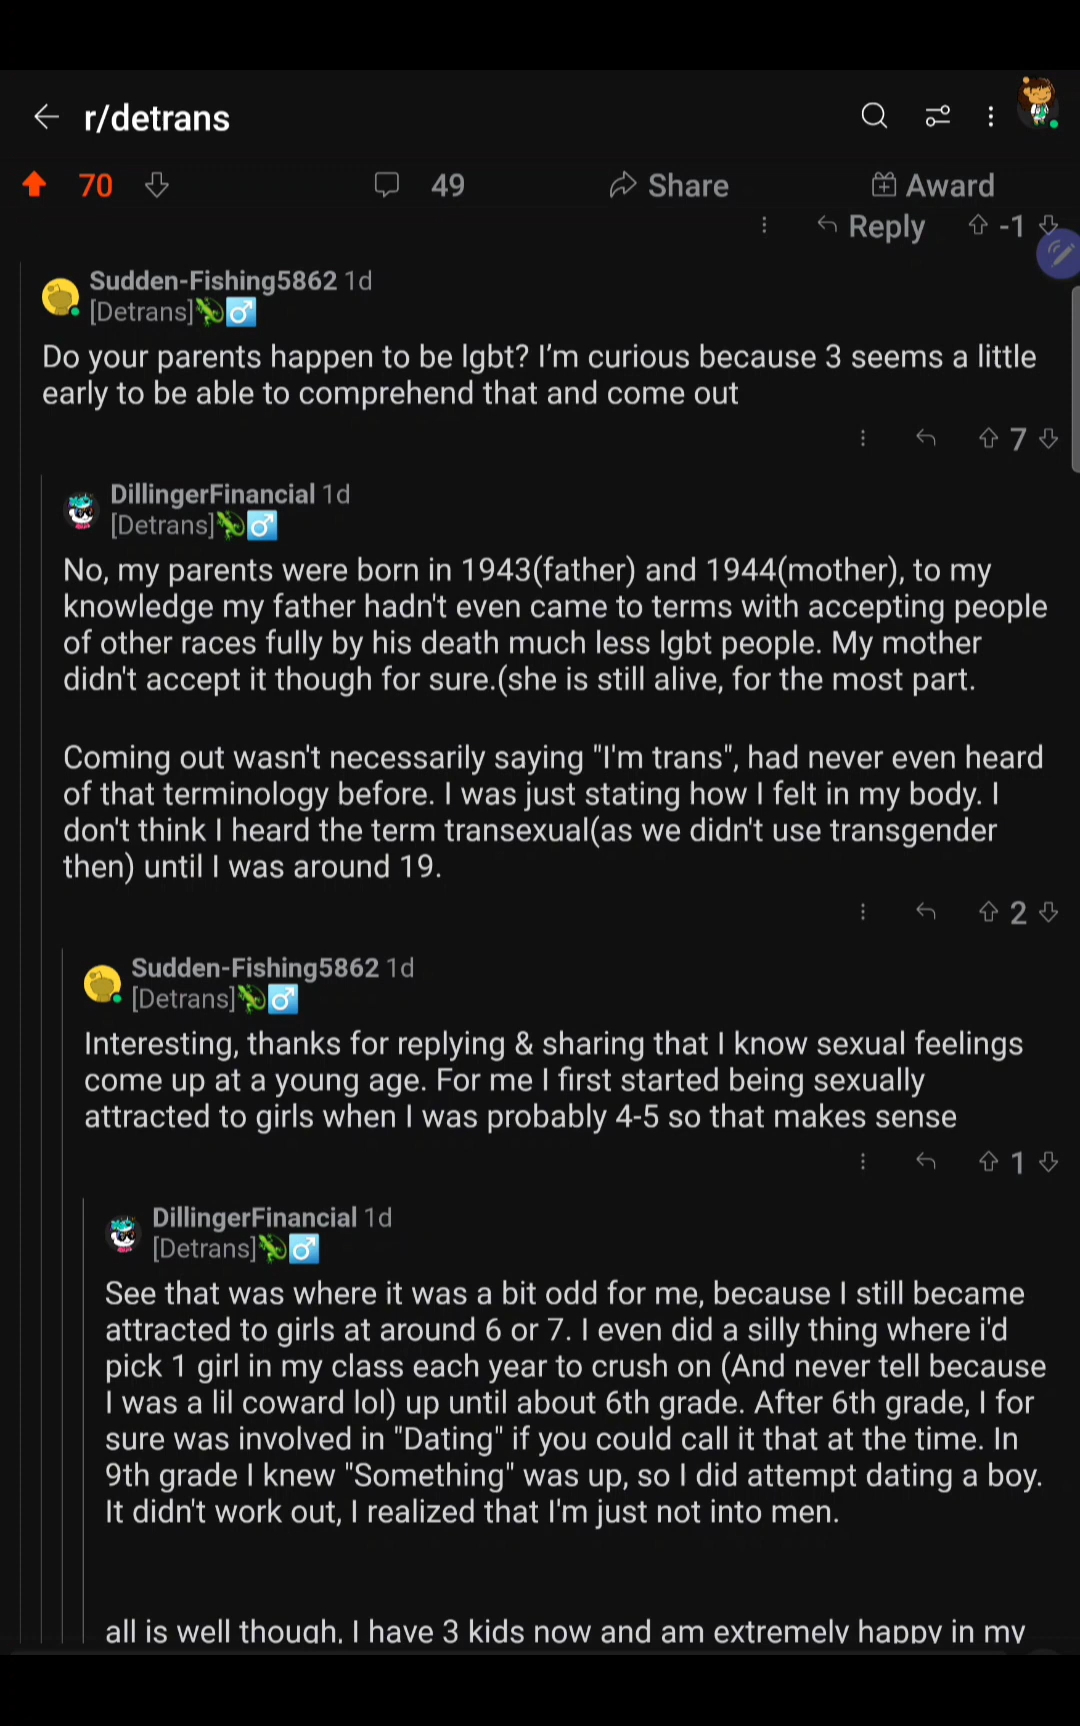 r/detrans
70
49
Share
Award
Reply
-1
Sudden-Fishing5862 1d
[Detrans]🦎♂️
Do your parents happen to be lgbt? I'm curious because 3 seems a little
early to be able to comprehend that and come out
7
DillingerFinancial 1d
[Detrans]🦎♂️
No, my parents were born in 1943(father) and 1944(mother), to my
knowledge my father hadn't even came to terms with accepting people
of other races fully by his death much less lgbt people. My mother
didn't accept it though for sure.(she is still alive, for the most part.
Coming out wasn't necessarily saying "I'm trans", had never even heard
of that terminology before. I was just stating how I felt in my body. I
don't think I heard the term transexual(as we didn't use transgender
then) until I was around 19.
2
Sudden-Fishing5862 1d
[Detrans]🦎♂️
Interesting, thanks for replying & sharing that I know sexual feelings
come up at a young age. For me I first started being sexually
attracted to girls when I was probably 4-5 so that makes sense
1
DillingerFinancial 1d
[Detrans]🦎♂️
See that was where it was a bit odd for me, because I still became
attracted to girls at around 6 or 7. I even did a silly thing where i'd
pick 1 girl in my class each year to crush on (And never tell because
I was a lil coward lol) up until about 6th grade. After 6th grade, I for
sure was involved in "Dating" if you could call it that at the time. In
9th grade I knew "Something" was up, so I did attempt dating a boy.
It didn't work out, I realized that I'm just not into men.
all is well though. I have 3 kids now and am extremely happy in my